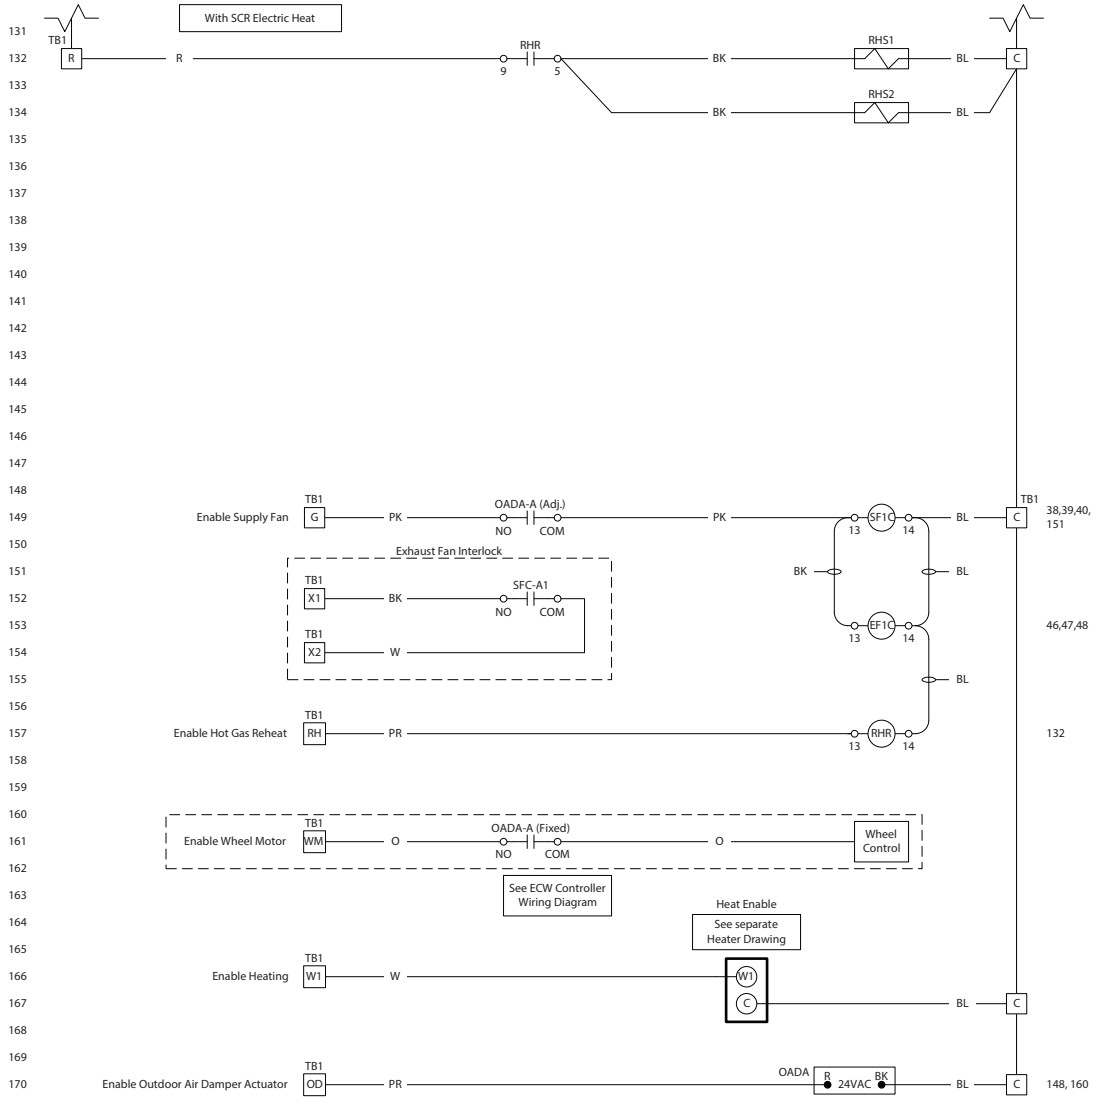 With SCR Electric Heat
131
TB1
RHR
RHS1
132
R
R
9
5
BK
BL
C
133
RHS2
134
BK
BL
135
136
137
138
139
140
141
142
143
144
145
146
147
148
TB1
OADA-A (Adj.)
TB1
149
Enable Supply Fan
G
PK
NO
COM
PK
13
SF1C
14
BL
C
38,39,40,
151
150
Exhaust Fan Interlock
151
BK
BL
TB1
SFC-A1
152
X1
BK
NO
COM
153
13
EF1C
14
46,47,48
TB1
154
X2
W
155
BL
156
TB1
157
Enable Hot Gas Reheat
RH
PR
13
RHR
14
132
158
159
160
TB1
OADA-A (Fixed)
161
Enable Wheel Motor
WM
O
NO
COM
O
Wheel
Control
162
163
See ECW Controller
Wiring Diagram
Heat Enable
164
See separate
Heater Drawing
165
TB1
166
Enable Heating
W1
W
W1
167
C
BL
C
168
169
TB1
OADA
170
Enable Outdoor Air Damper Actuator
OD
PR
R
24VAC
BK
BL
C
148, 160